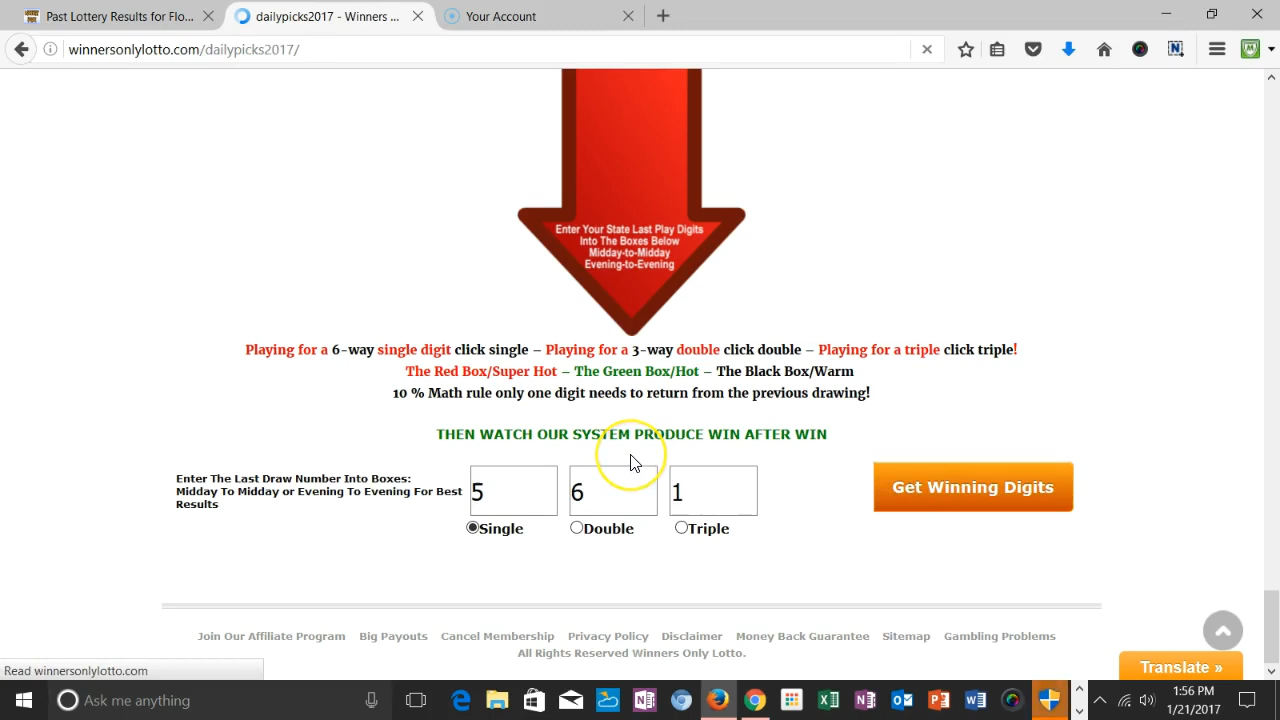 Past Lottery Results for Flo...
dailypicks2017 - Winners ...
Your Account
winnersonlylotto.com/dailypicks2017/
Enter Your State Last Play Digits
Into The Boxes Below
Midday-to-Midday
Evening-to-Evening
Playing for a 6-way single digit click single – Playing for a 3-way double click double – Playing for a triple click triple!
The Red Box/Super Hot – The Green Box/Hot – The Black Box/Warm
10 % Math rule only one digit needs to return from the previous drawing!
THEN WATCH OUR SYSTEM PRODUCE WIN AFTER WIN
Enter The Last Draw Number Into Boxes:
Midday To Midday or Evening To Evening For Best
Results
5 6 1
Single Double Triple
Get Winning Digits
Join Our Affiliate Program Big Payouts Cancel Membership Privacy Policy Disclaimer Money Back Guarantee Sitemap Gambling Problems
All Rights Reserved Winners Only Lotto.
Read winnersonlylotto.com
Translate »
Ask me anything
1:56 PM
1/21/2017